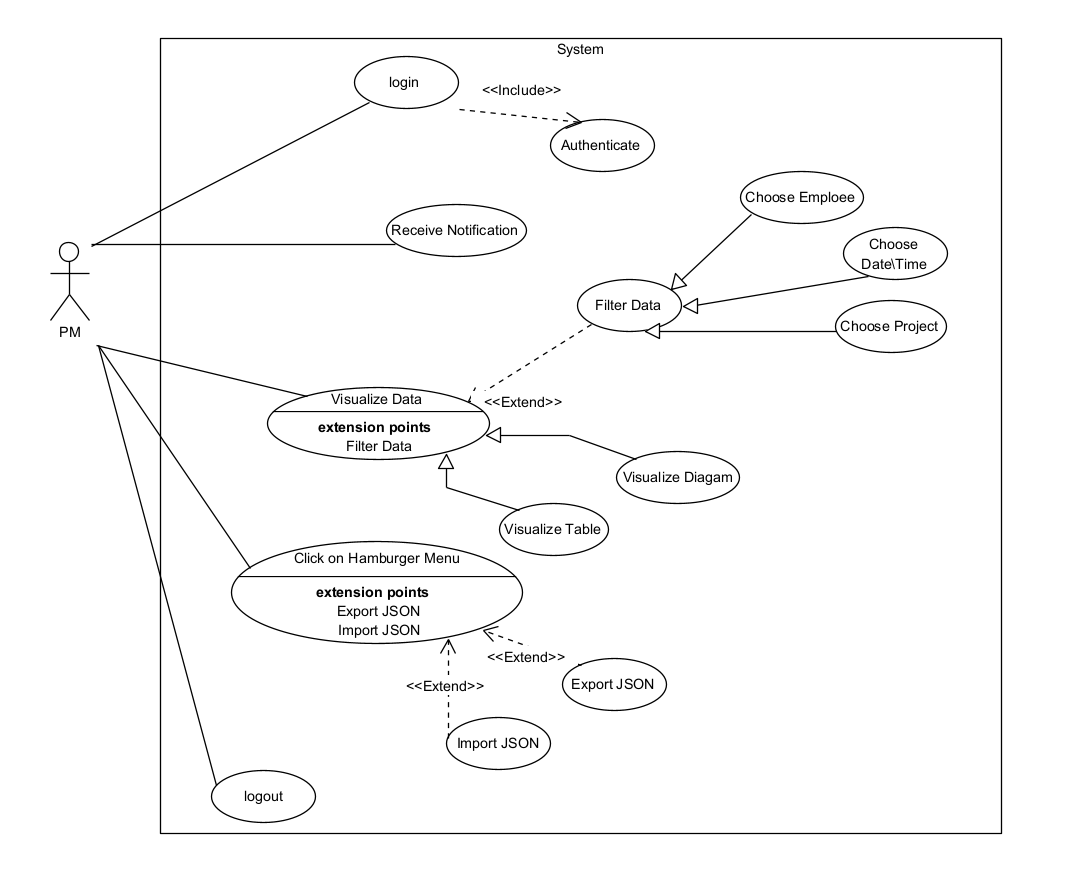 System
login
<<Include>>
Authenticate
Choose Emploee
Receive Notification
Choose
Date\Time
Filter Data
Choose Project
PM
Visualize Data
<<Extend>>
extension points
Filter Data
Visualize Diagam
Visualize Table
Click on Hamburger Menu
extension points
Export JSON
Import JSON
<<Extend>>
<<Extend>>
Export JSON
Import JSON
logout